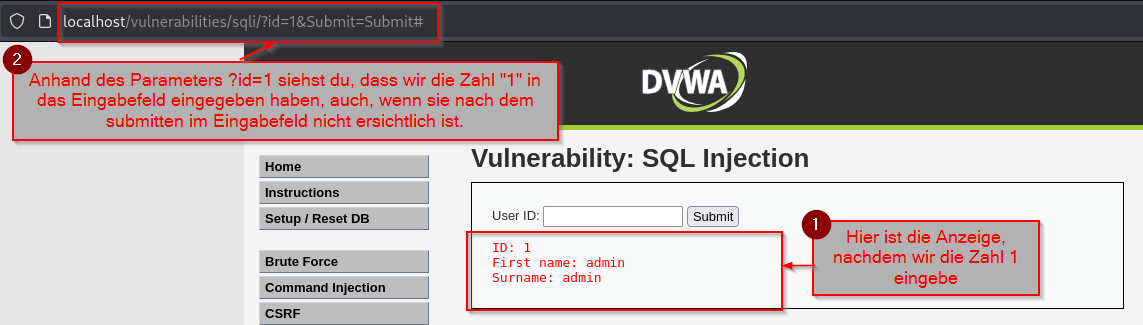 localhost/vulnerabilities/sqli/?id=1&Submit=Submit#
2
Anhand des Parameters ?id=1 siehst du, dass wir die Zahl "1" in
das Eingabefeld eingegeben haben, auch, wenn sie nach dem
submitten im Eingabefeld nicht ersichtlich ist.
DVWA
Home
Instructions
Setup / Reset DB
Brute Force
Command Injection
CSRF
Vulnerability: SQL Injection
User ID:
Submit
ID: 1
First name: admin
Surname: admin
1
Hier ist die Anzeige,
nachdem wir die Zahl 1
eingebe